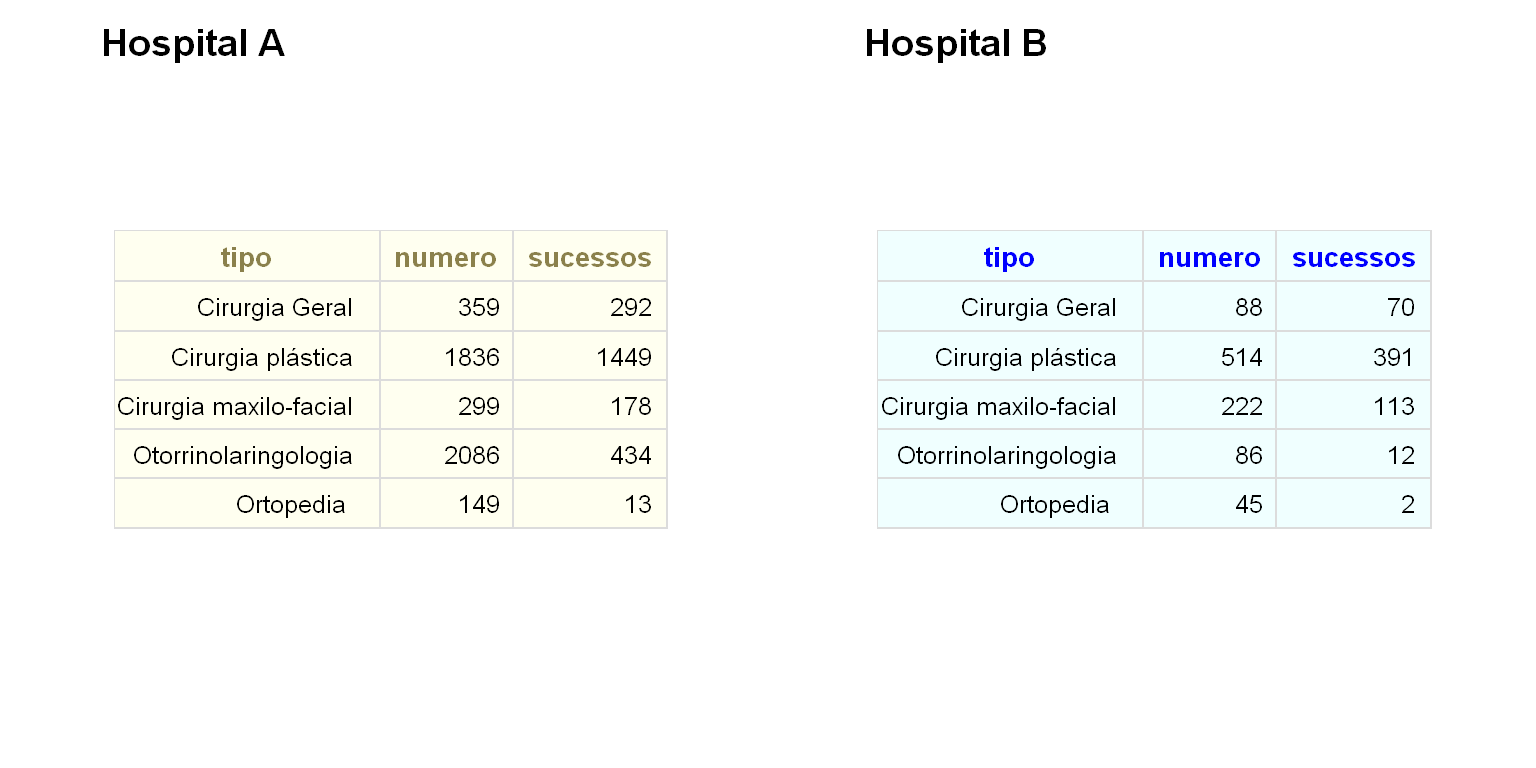 Hospital A
tipo numero sucessos
Cirurgia Geral 359 292
Cirurgia plástica 1836 1449
Cirurgia maxilo-facial 299 178
Otorrinolaringologia 2086 434
Ortopedia 149 13
Hospital B
tipo numero sucessos
Cirurgia Geral 88 70
Cirurgia plástica 514 391
Cirurgia maxilo-facial 222 113
Otorrinolaringologia 86 12
Ortopedia 45 2